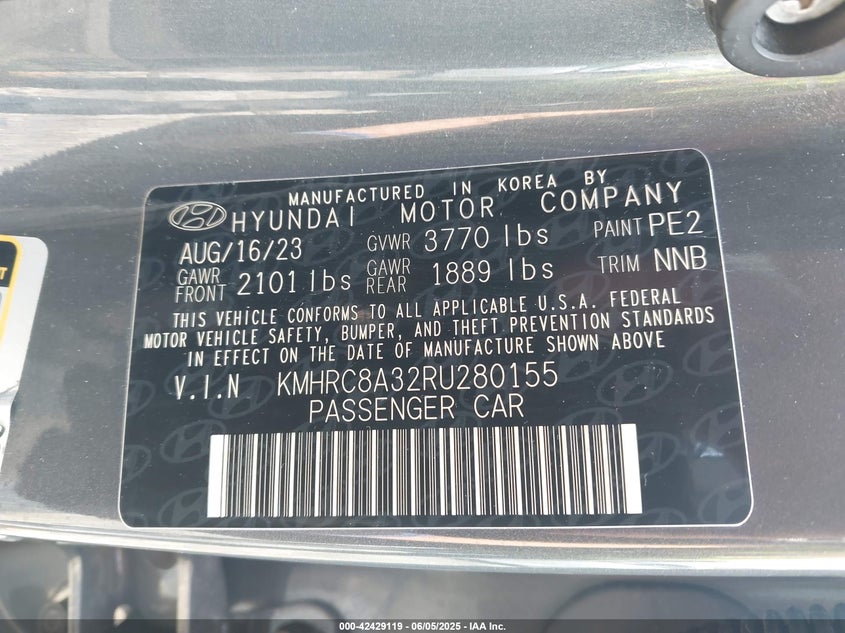 MANUFACTURED IN KOREA BY
HYUNDAI MOTOR COMPANY
AUG/16/23 GVWR 3770 lbs PAINT PE2
GAWR FRONT 2101 lbs GAWR REAR 1889 lbs TRIM NNB
THIS VEHICLE CONFORMS TO ALL APPLICABLE U.S.A. FEDERAL
MOTOR VEHICLE SAFETY, BUMPER, AND THEFT PREVENTION STANDARDS
IN EFFECT ON THE DATE OF MANUFACTURE SHOWN ABOVE
V.I.N KMHRC8A32RU280155
PASSENGER CAR
000-42429119 - 06/05/2025 - IAA Inc.